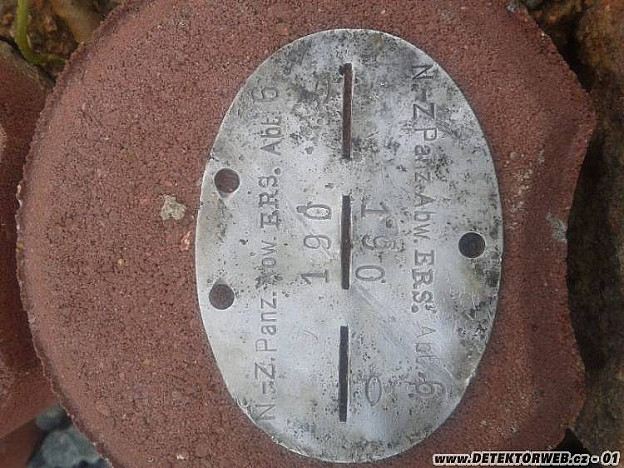 N.-Z.Panz. Abw. ERS. Abt. 6
190 O
N.-Z.Panz.Abw. ERS. Abt. 6
190 O
www.DETEKTORWEB.cz - 01